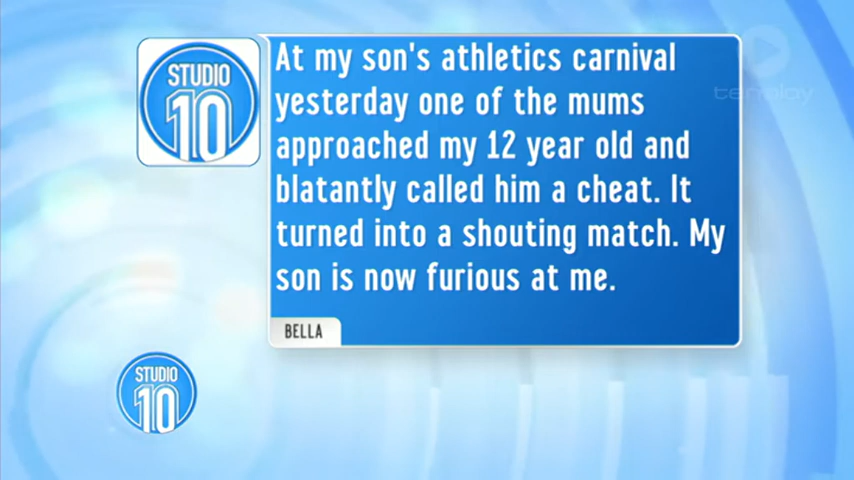 STUDIO
10
At my son's athletics carnival
yesterday one of the mums
approached my 12 year old and
blatantly called him a cheat. It
turned into a shouting match. My
son is now furious at me.
BELLA
tenplay
STUDIO
10